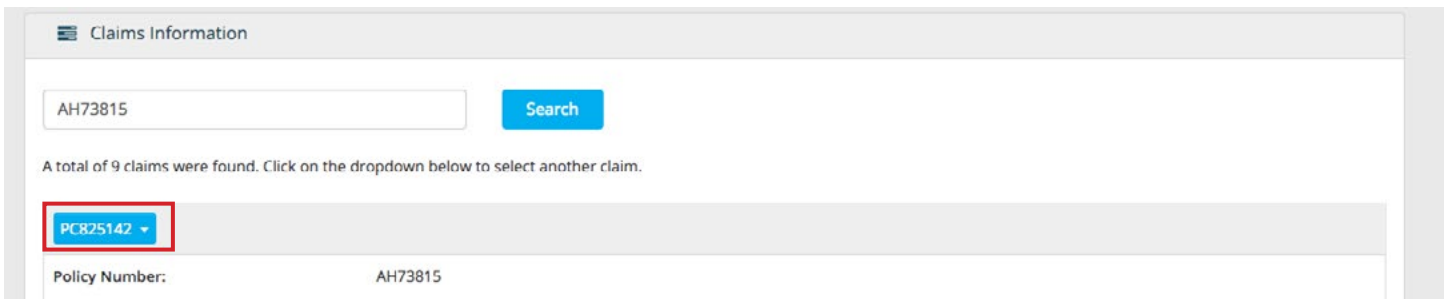 Claims Information
AH73815
Search
A total of 9 claims were found. Click on the dropdown below to select another claim.
PC825142
Policy Number: AH73815